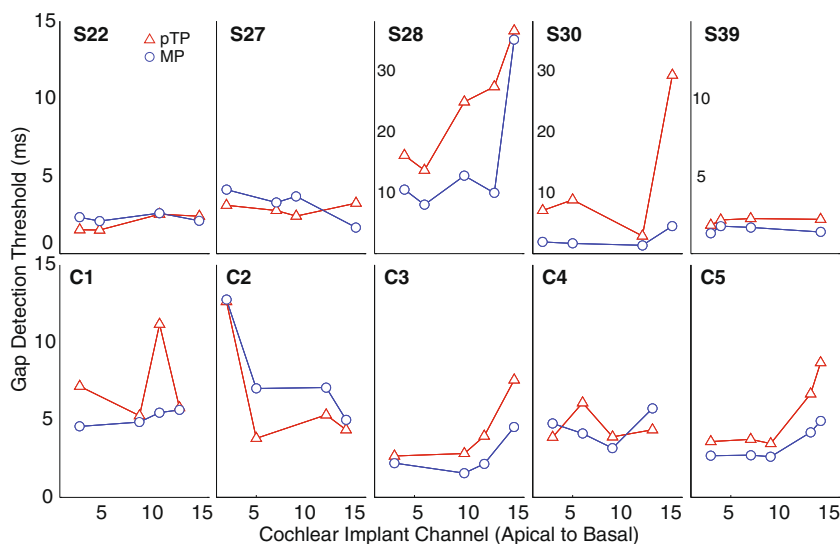 Gap Detection Threshold (ms)
15
10
5
0
S22
pTP
MP
S27
S28
30
20
10
S30
30
20
10
S39
10
5
15
10
5
0
C1
C2
C3
C4
C5
5 10 15
5 10 15
5 10 15
5 10 15
5 10 15
Cochlear Implant Channel (Apical to Basal)